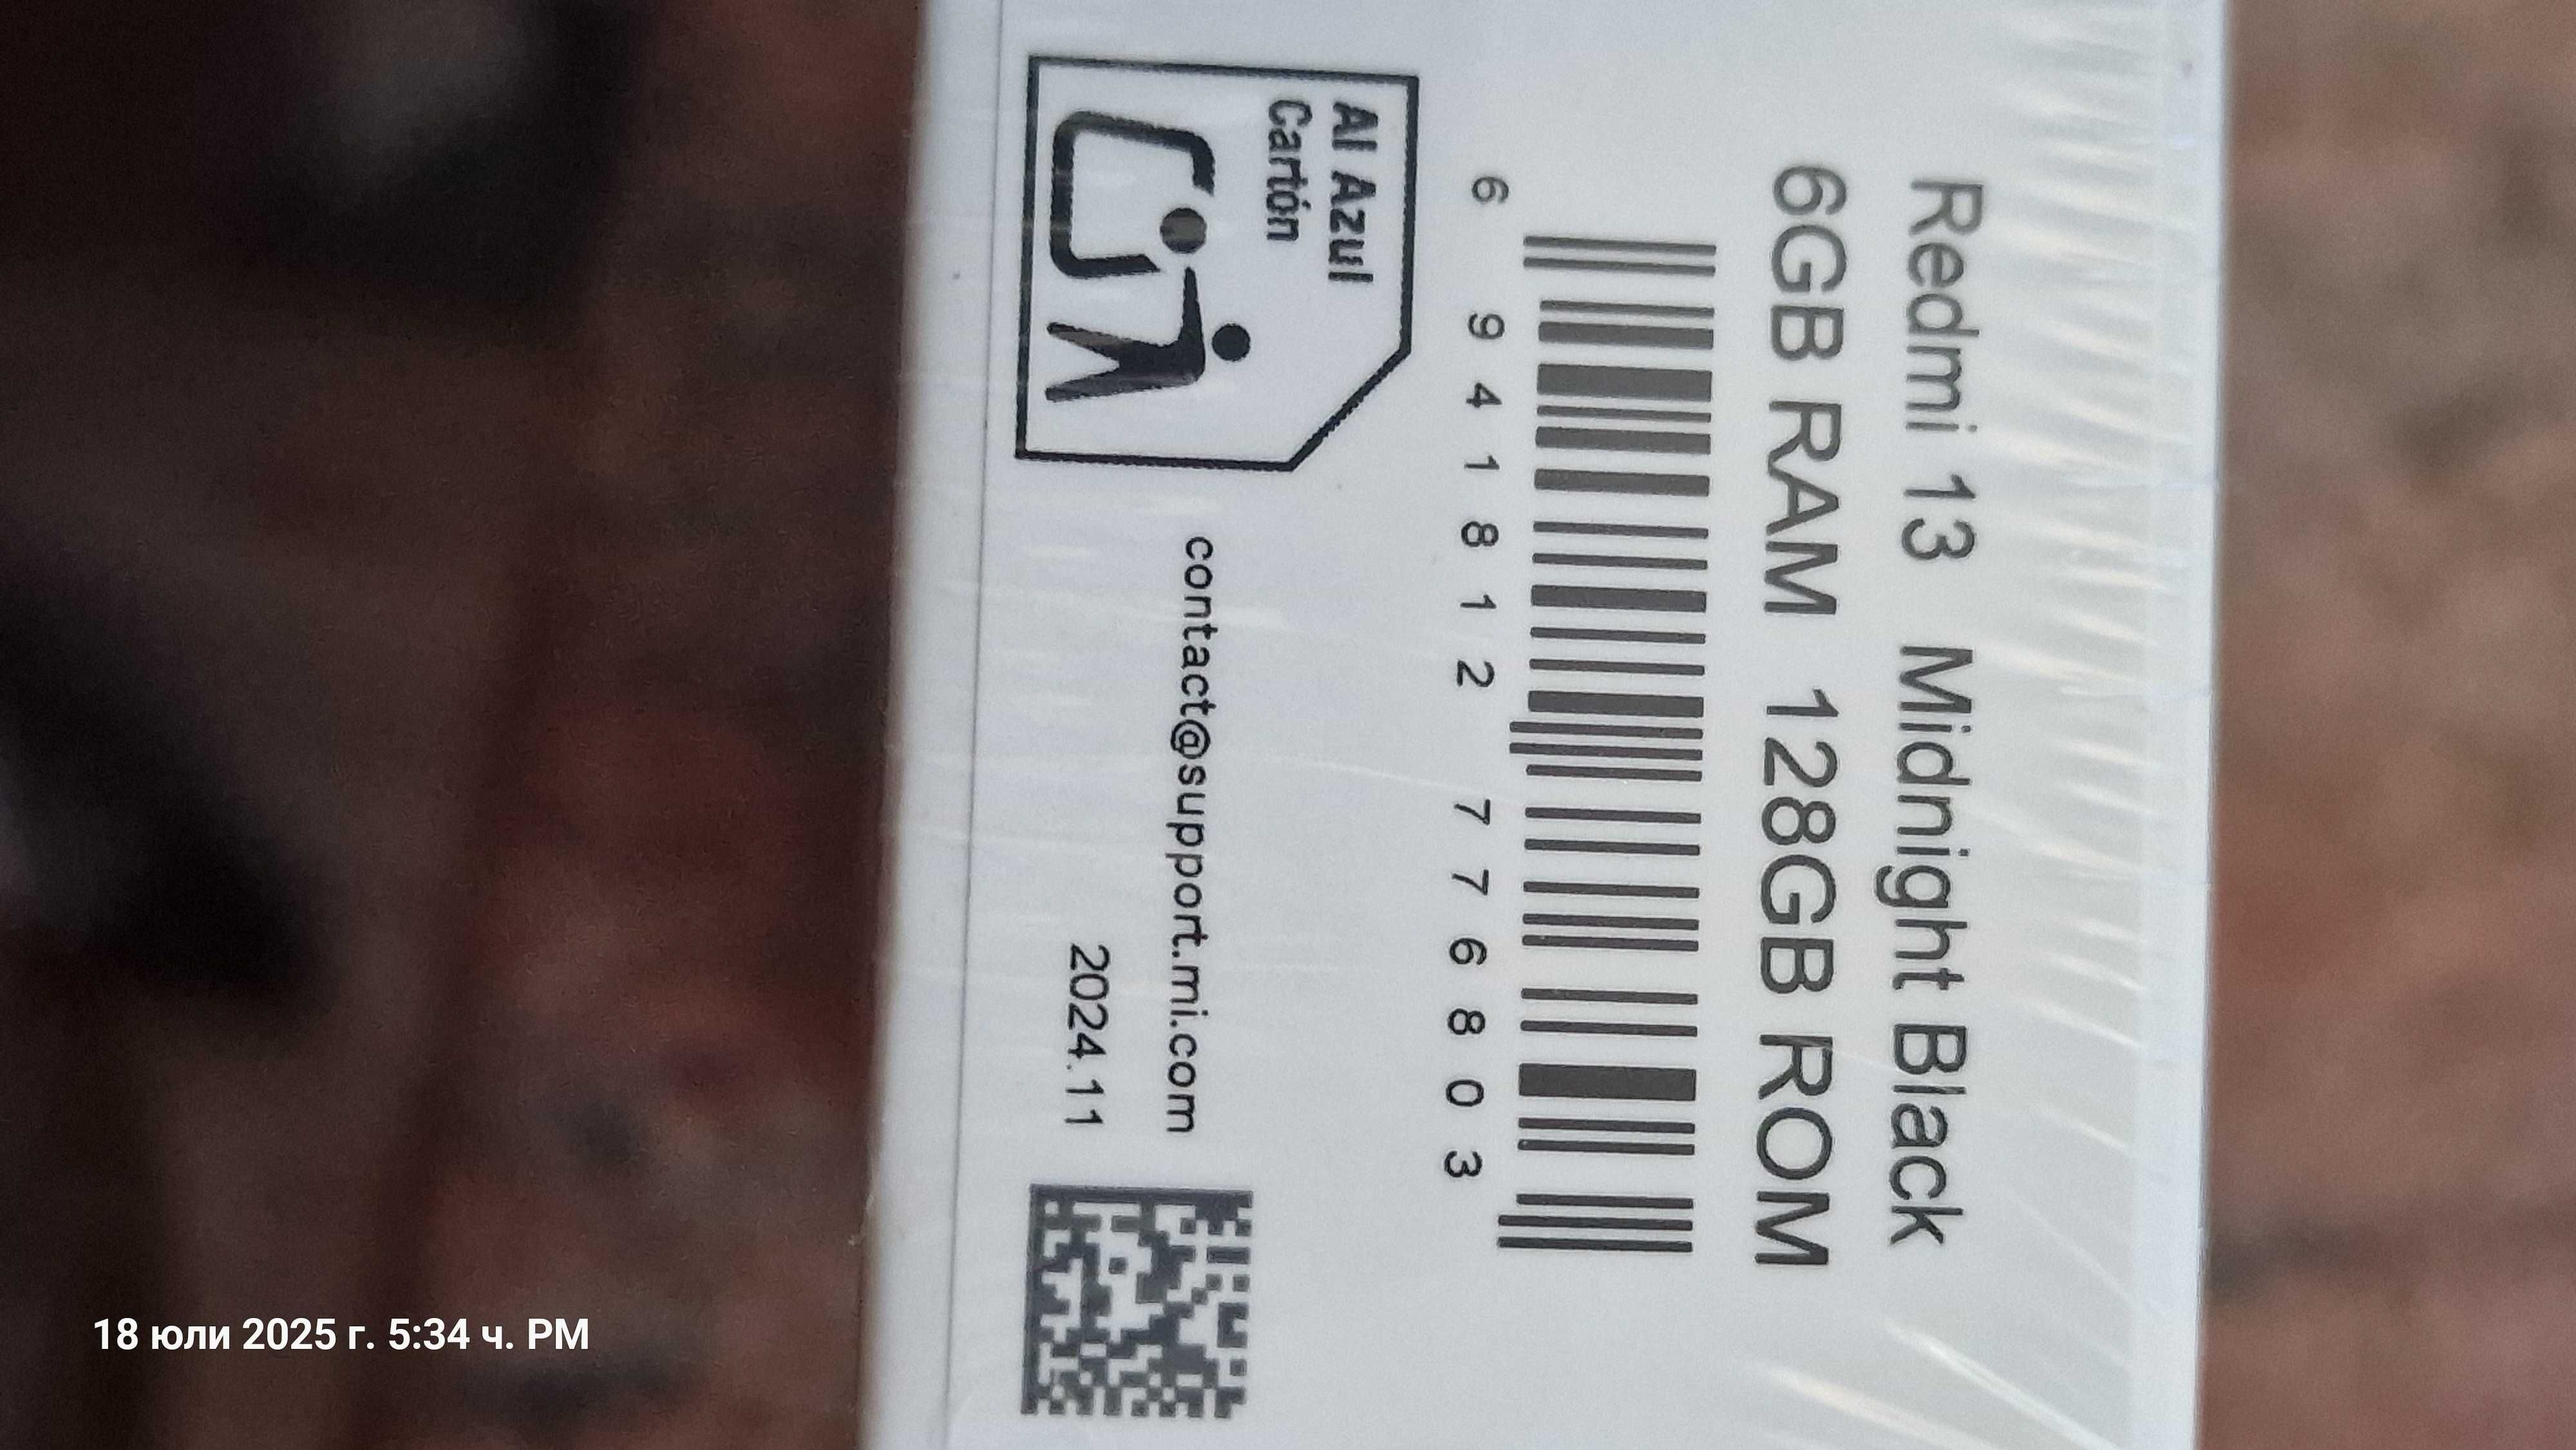 Redmi 13 Midnight Black
6GB RAM 128GB ROM
6 941812 776803
Al Azul
Cartón
contact@support.mi.com
2024.11
18 юли 2025 г. 5:34 ч. PM